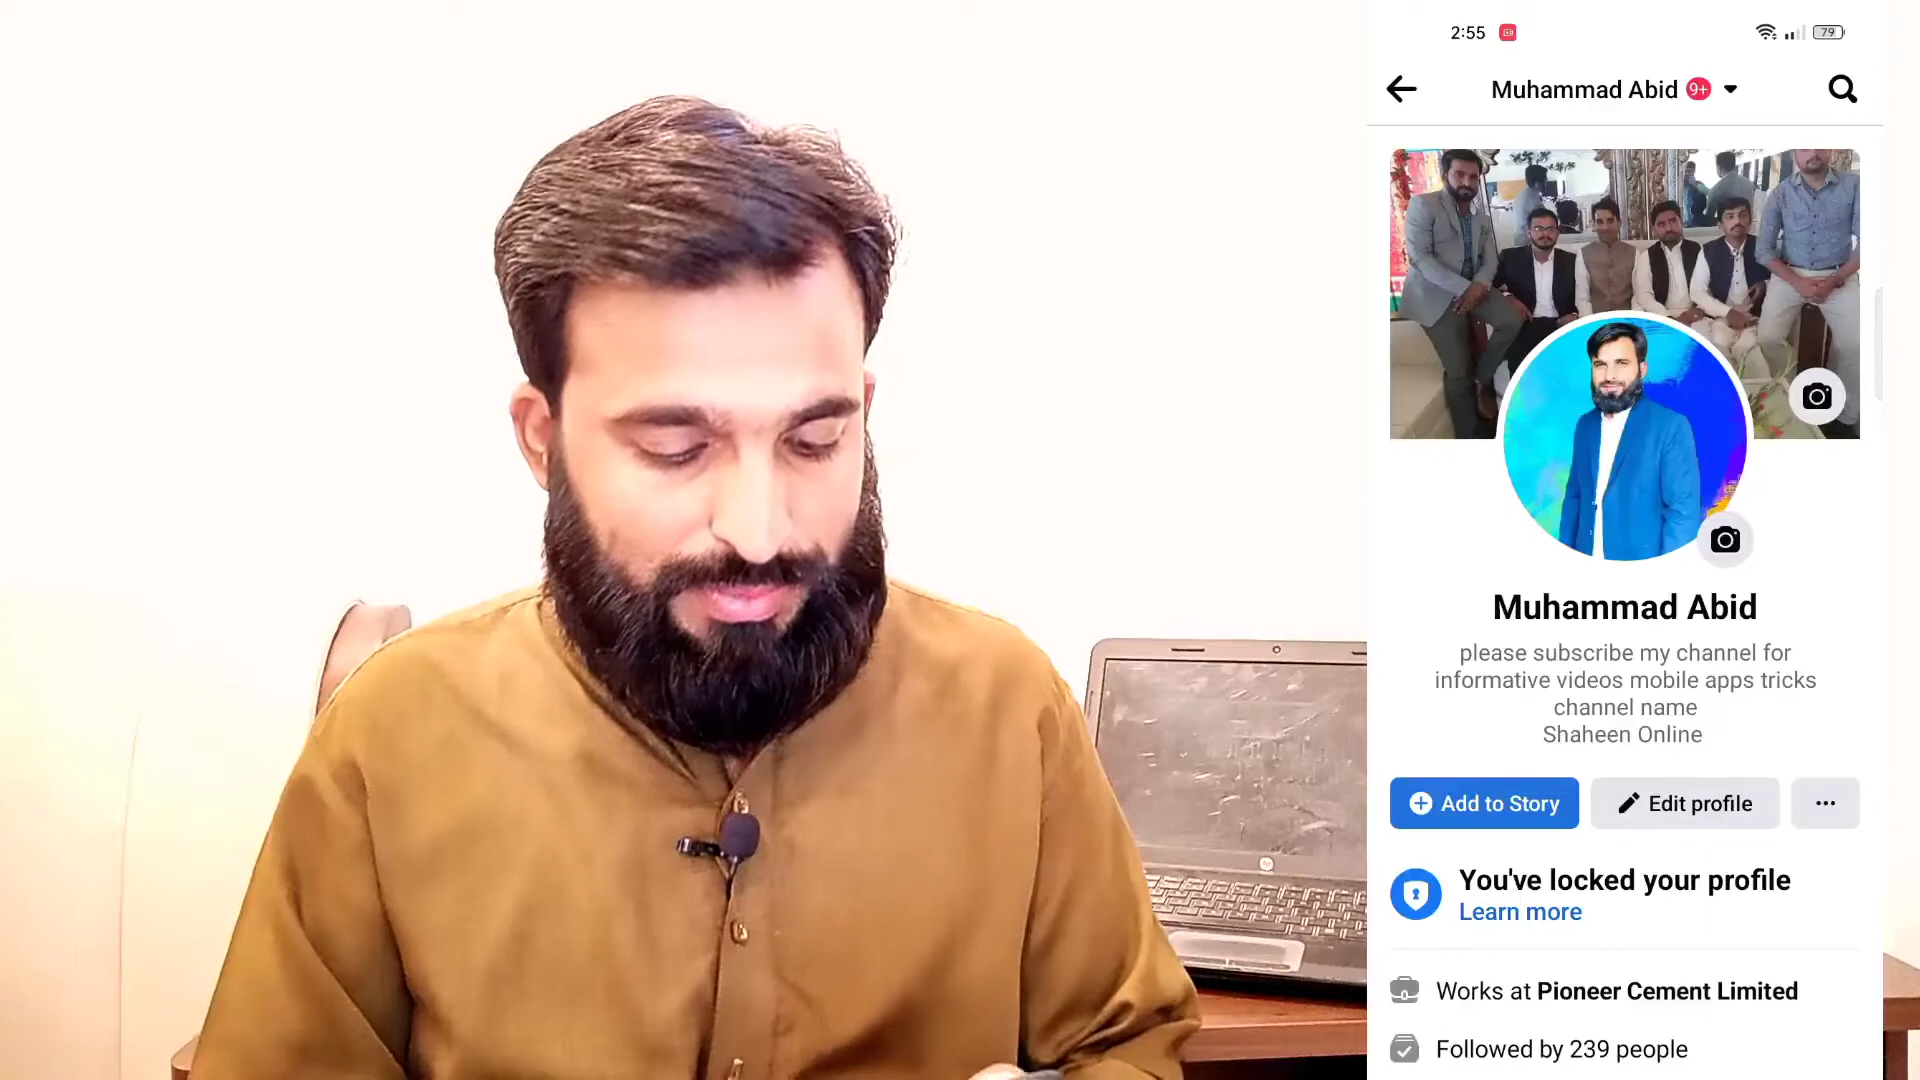 2:55
79
Muhammad Abid 9+
Muhammad Abid
please subscribe my channel for
informative videos mobile apps tricks
channel name
Shaheen Online
Add to Story
Edit profile
You've locked your profile
Learn more
Works at Pioneer Cement Limited
Followed by 239 people